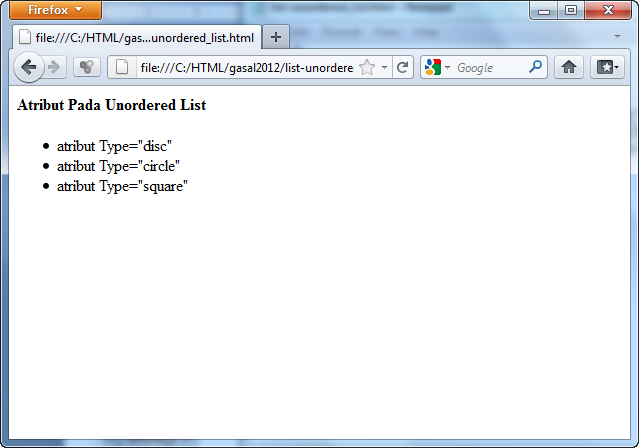 Firefox
file:///C:/HTML/gas...unordered_list.html
file:///C:/HTML/gasal2012/list-unordere
Google
Atribut Pada Unordered List
atribut Type="disc"
atribut Type="circle"
atribut Type="square"